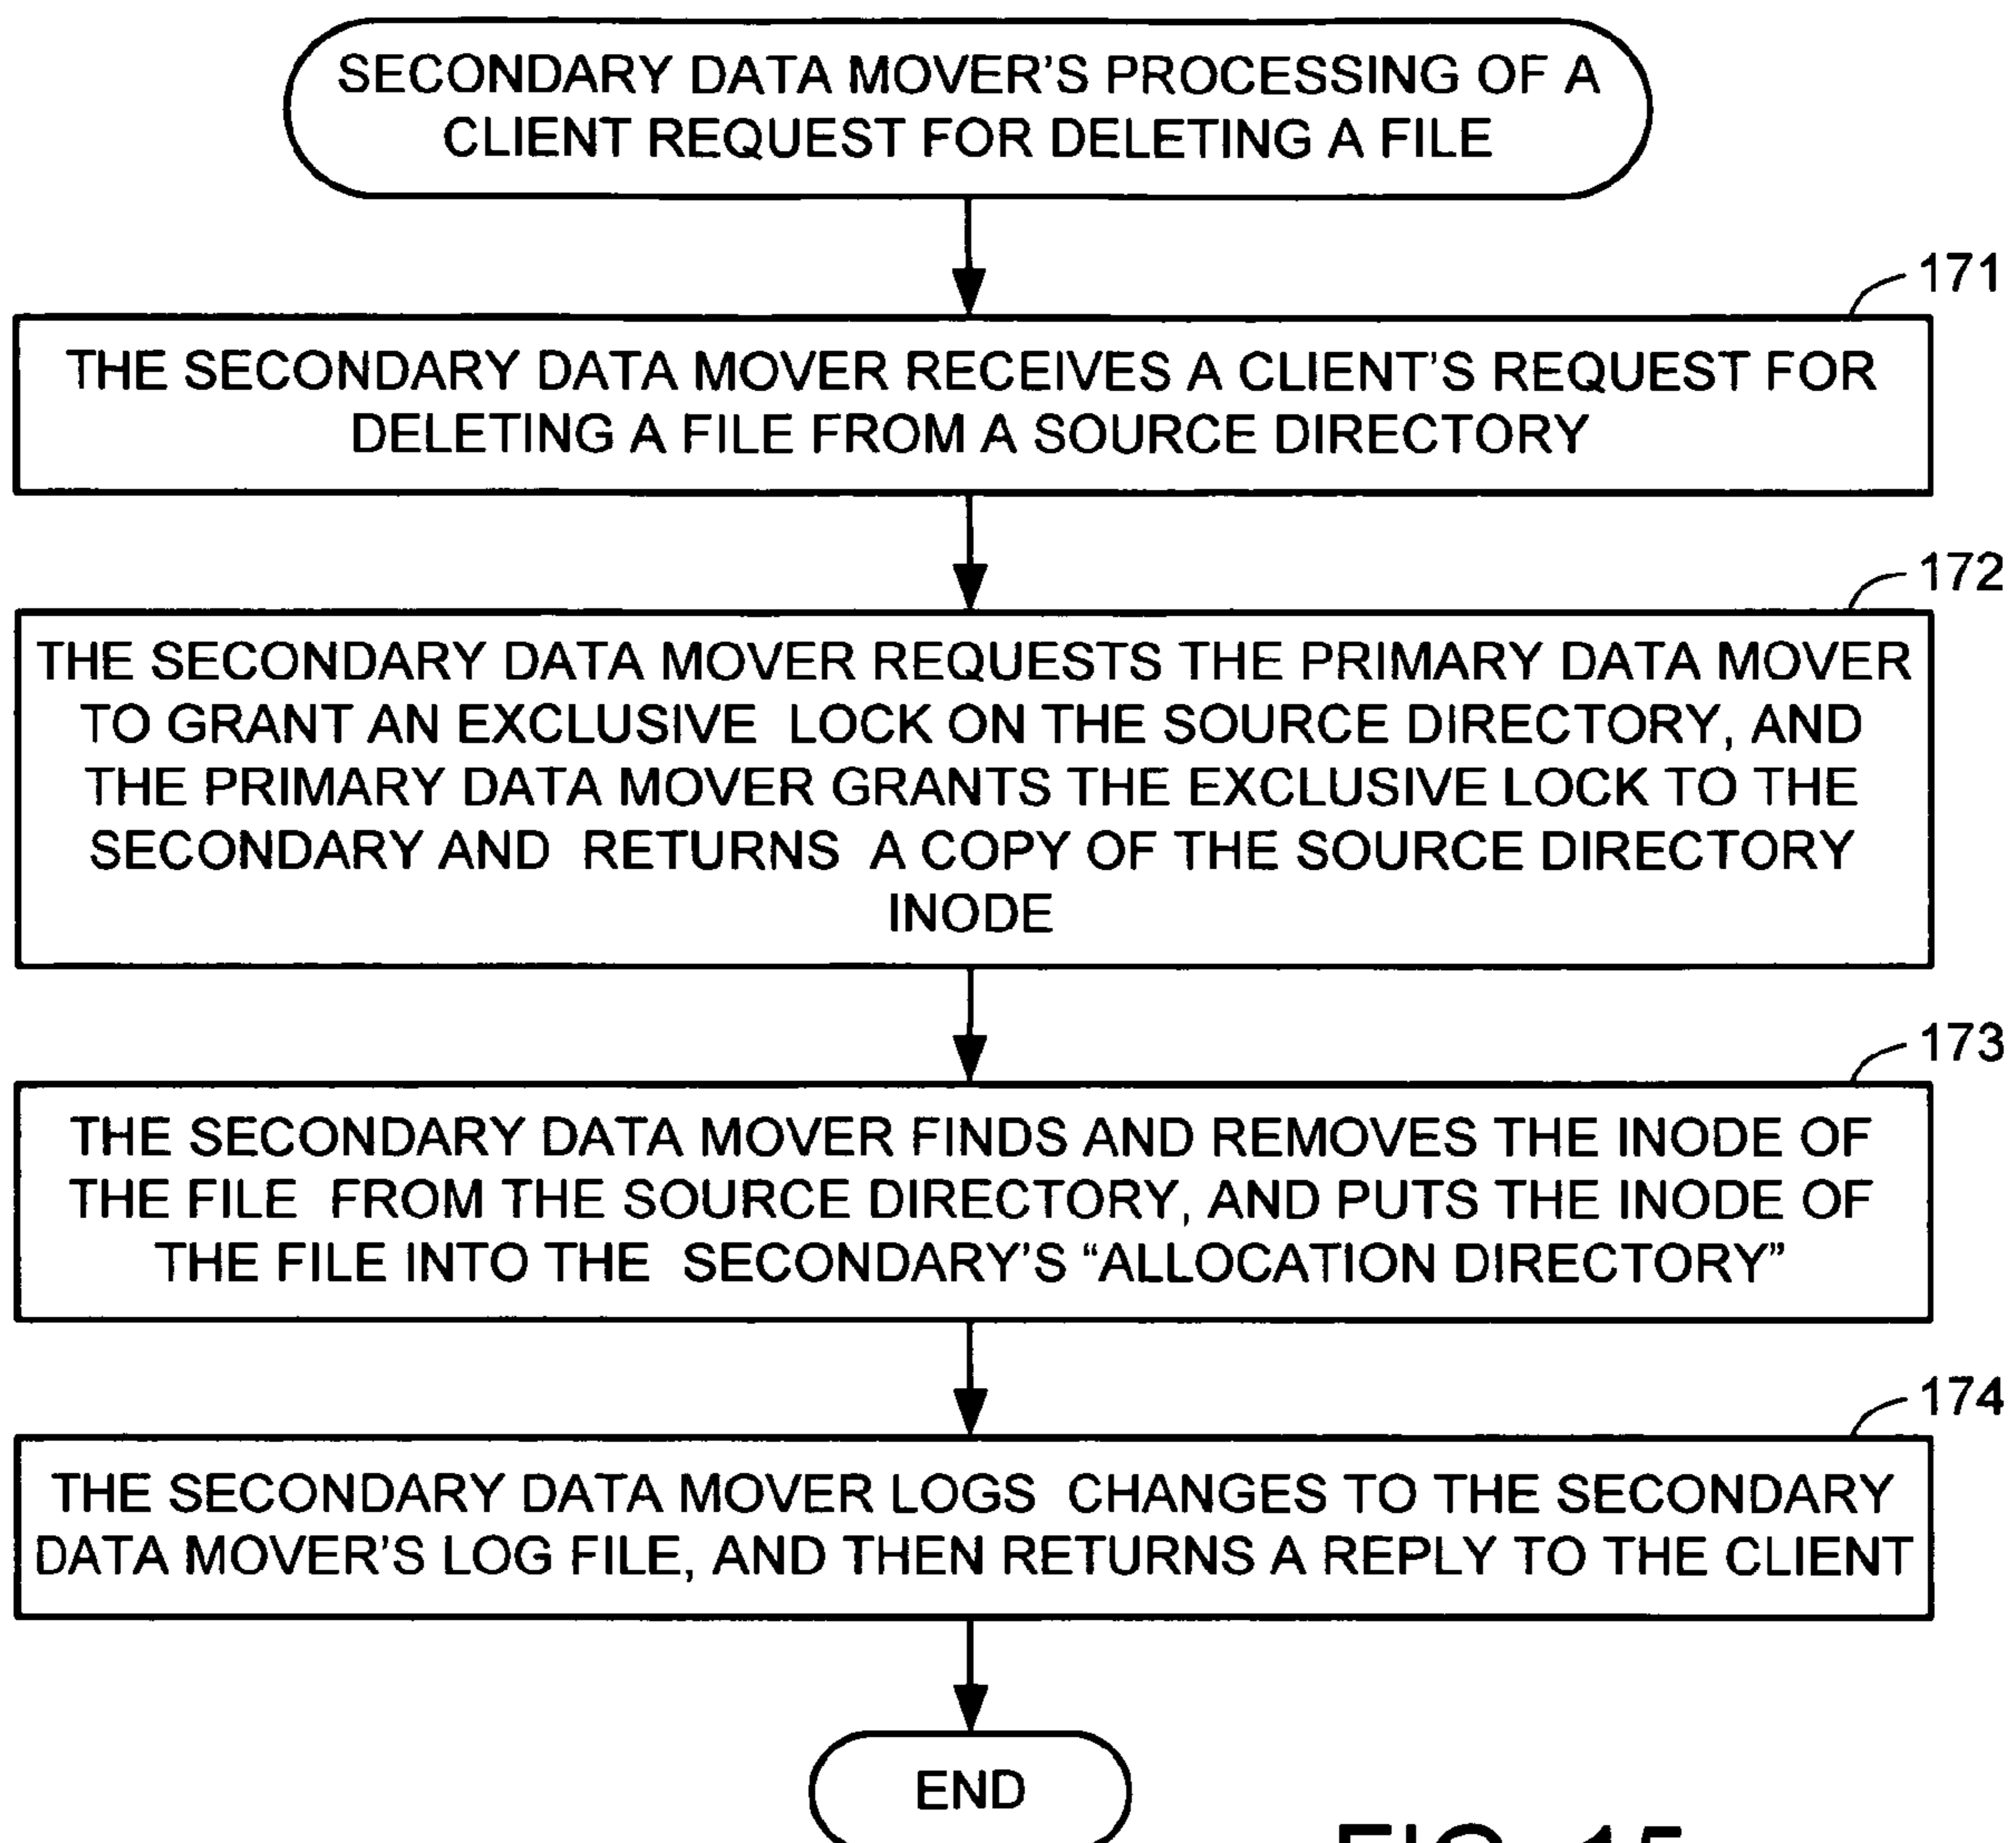 SECONDARY DATA MOVER’S PROCESSING OF A
CLIENT REQUEST FOR DELETING A FILE
171
THE SECONDARY DATA MOVER RECEIVES A CLIENT’S REQUEST FOR
DELETING A FILE FROM A SOURCE DIRECTORY
172
THE SECONDARY DATA MOVER REQUESTS THE PRIMARY DATA MOVER
TO GRANT AN EXCLUSIVE LOCK ON THE SOURCE DIRECTORY, AND
THE PRIMARY DATA MOVER GRANTS THE EXCLUSIVE LOCK TO THE
SECONDARY AND RETURNS A COPY OF THE SOURCE DIRECTORY
INODE
173
THE SECONDARY DATA MOVER FINDS AND REMOVES THE INODE OF
THE FILE FROM THE SOURCE DIRECTORY, AND PUTS THE INODE OF
THE FILE INTO THE SECONDARY’S “ALLOCATION DIRECTORY”
174
THE SECONDARY DATA MOVER LOGS CHANGES TO THE SECONDARY
DATA MOVER’S LOG FILE, AND THEN RETURNS A REPLY TO THE CLIENT
END
FIG. 15